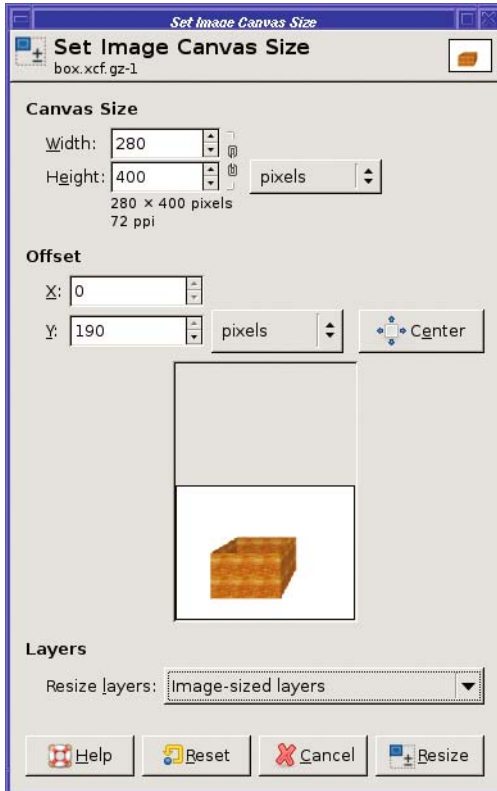 Set Image Canvas Size
Set Image Canvas Size
box.xcf.gz-1
Canvas Size
Width: 280
Height: 400 pixels
280 × 400 pixels
72 ppi
Offset
X: 0
Y: 190 pixels Center
Layers
Resize layers: Image-sized layers
Help Reset Cancel Resize